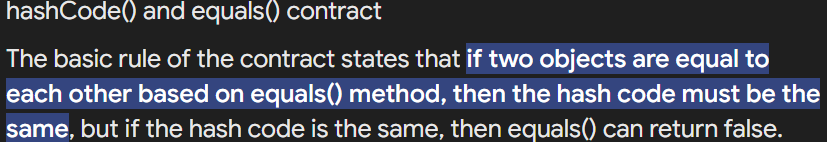 hashCode() and equals() contract
The basic rule of the contract states that if two objects are equal to
each other based on equals() method, then the hash code must be the
same, but if the hash code is the same, then equals() can return false.